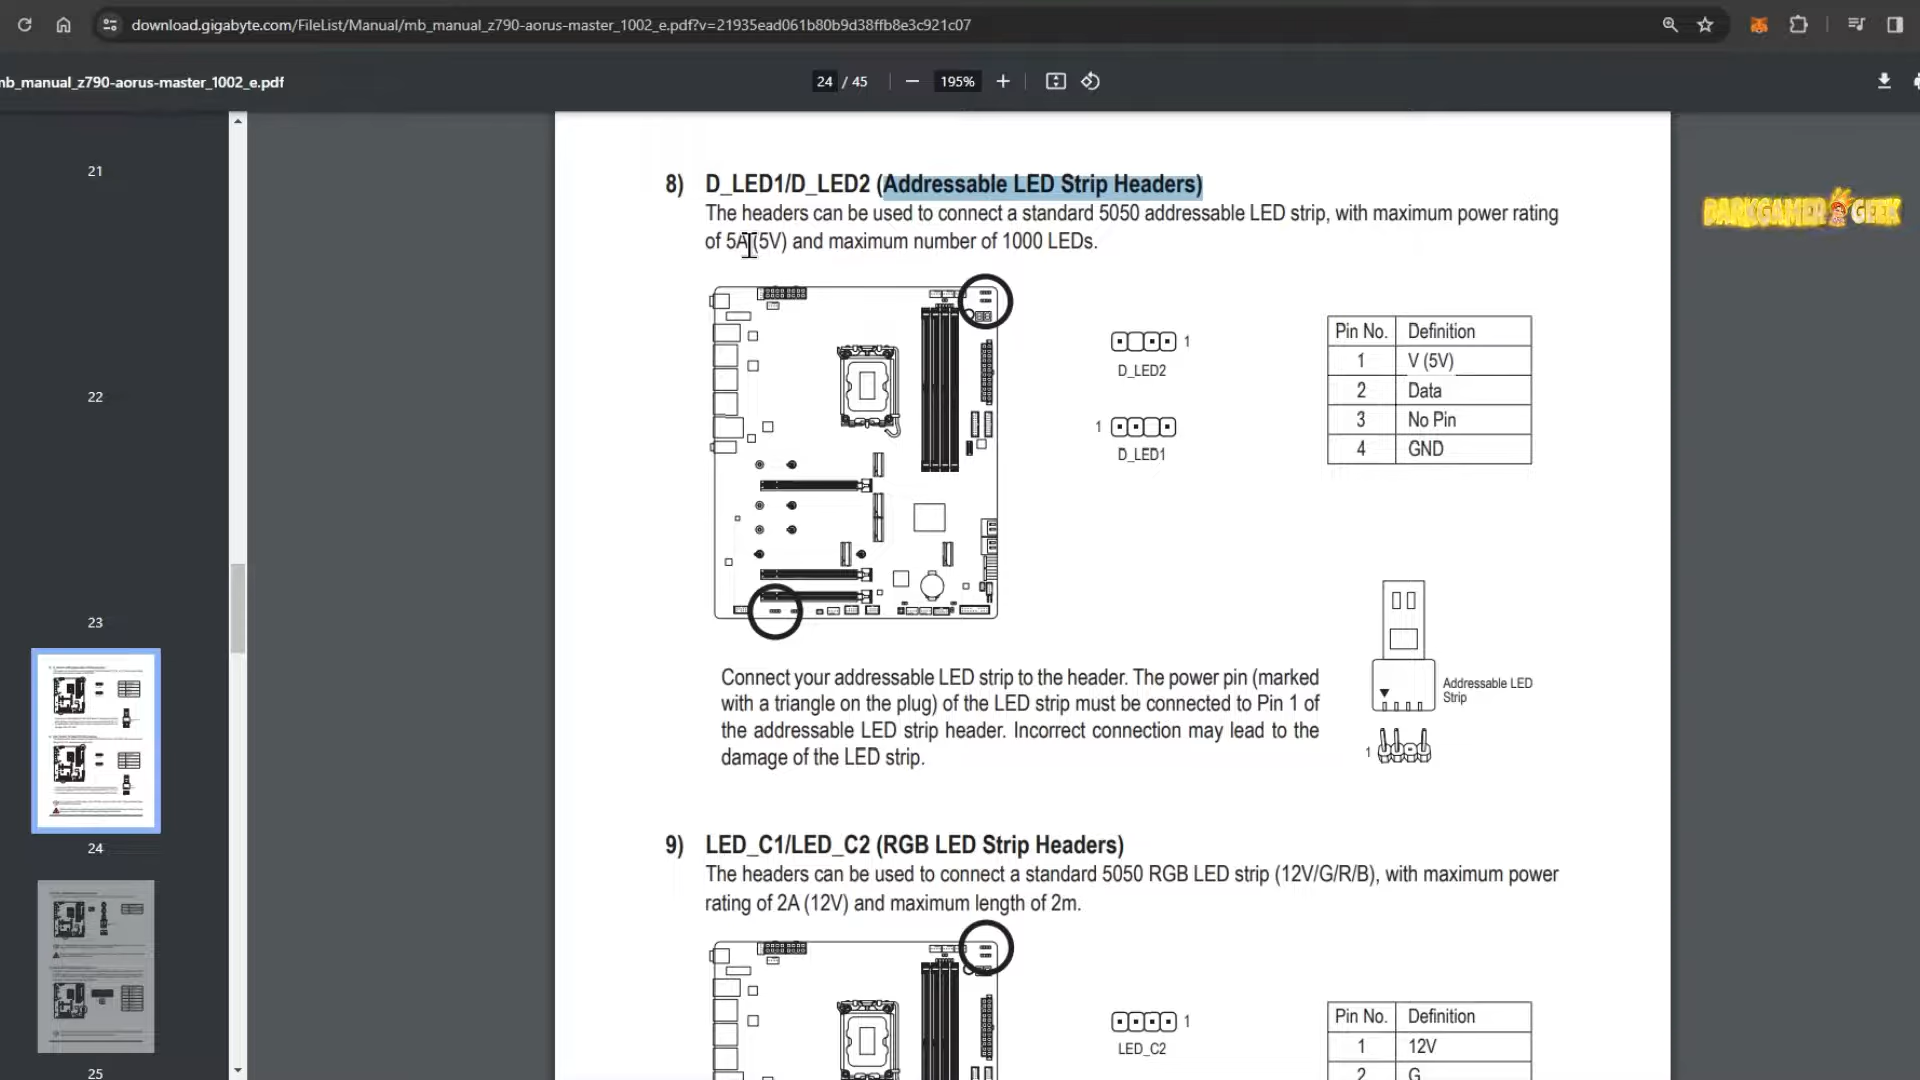 download.gigabyte.com/FileList/Manual/mb_manual_z790-aorus-master_1002_e.pdf?v=21935ead061b80b9d38ffb8e3c921c07
mb_manual_z790-aorus-master_1002_e.pdf
24 / 45
195%
21
22
23
24
25
DARKGAMER GEEK
8) D_LED1/D_LED2 (Addressable LED Strip Headers)
The headers can be used to connect a standard 5050 addressable LED strip, with maximum power rating
of 5A (5V) and maximum number of 1000 LEDs.
1
D_LED2
1
D_LED1
Pin No. Definition
1 V (5V)
2 Data
3 No Pin
4 GND
Connect your addressable LED strip to the header. The power pin (marked
with a triangle on the plug) of the LED strip must be connected to Pin 1 of
the addressable LED strip header. Incorrect connection may lead to the
damage of the LED strip.
Addressable LED
Strip
1
9) LED_C1/LED_C2 (RGB LED Strip Headers)
The headers can be used to connect a standard 5050 RGB LED strip (12V/G/R/B), with maximum power
rating of 2A (12V) and maximum length of 2m.
1
LED_C2
Pin No. Definition
1 12V
2 G